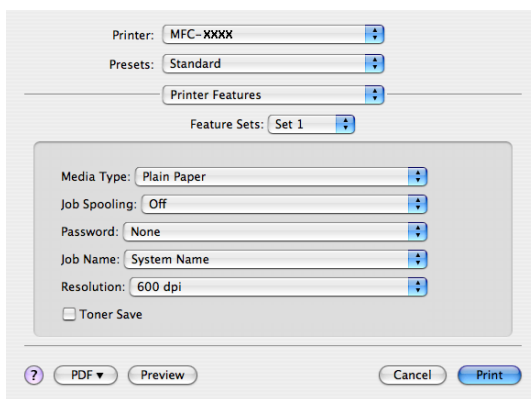 Printer: MFC-XXXX
Presets: Standard
Printer Features
Feature Sets: Set 1
Media Type: Plain Paper
Job Spooling: Off
Password: None
Job Name: System Name
Resolution: 600 dpi
Toner Save
? PDF▼ Preview Cancel Print